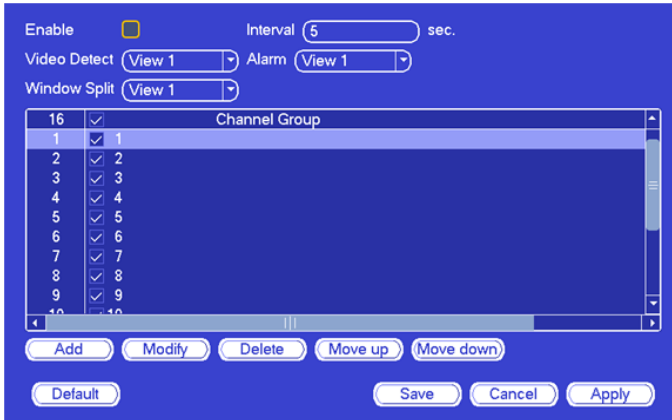 Enable Interval 5 sec.
Video Detect View 1 Alarm View 1
Window Split View 1
16 Channel Group
1 1
2 2
3 3
4 4
5 5
6 6
7 7
8 8
9 9
10 10
Add Modify Delete Move up Move down
Default Save Cancel Apply